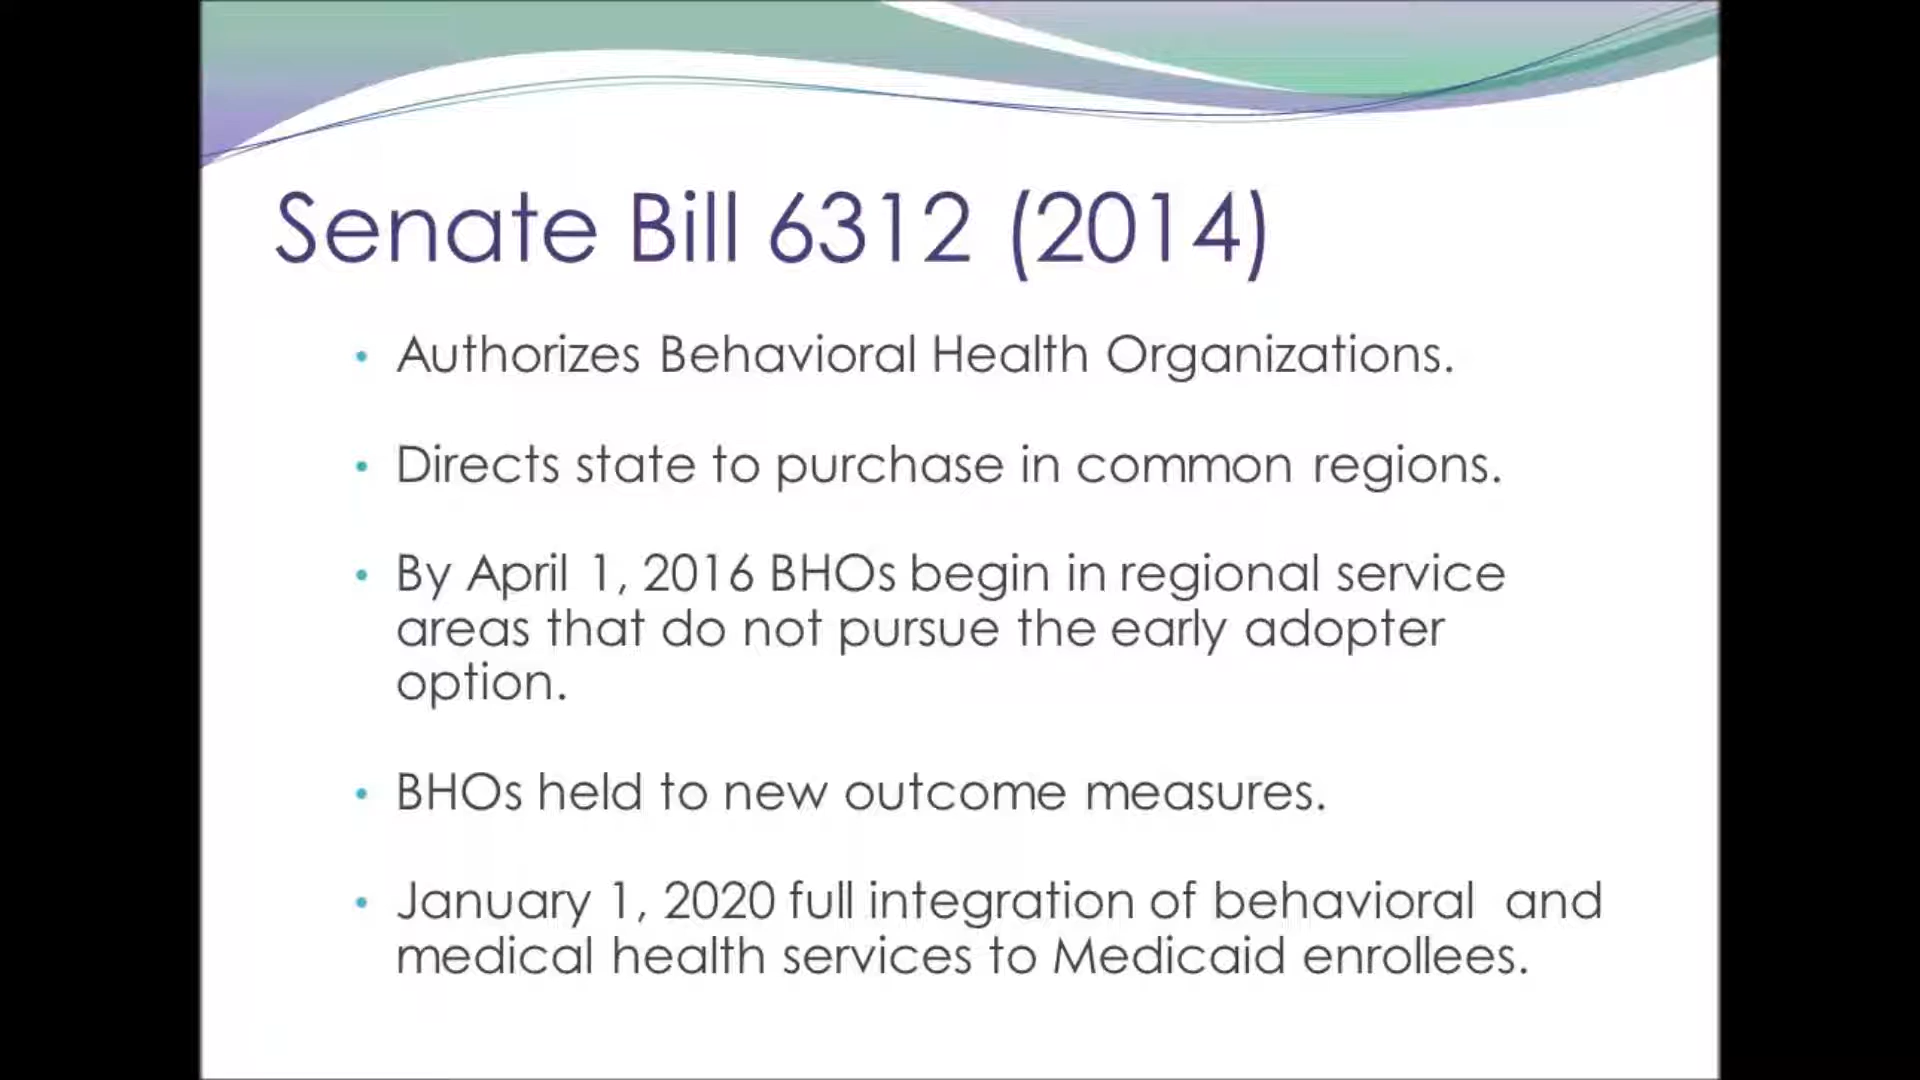 Senate Bill 6312 (2014)
• Authorizes Behavioral Health Organizations.
• Directs state to purchase in common regions.
• By April 1, 2016 BHOs begin in regional service
areas that do not pursue the early adopter
option.
• BHOs held to new outcome measures.
• January 1, 2020 full integration of behavioral  and
medical health services to Medicaid enrollees.